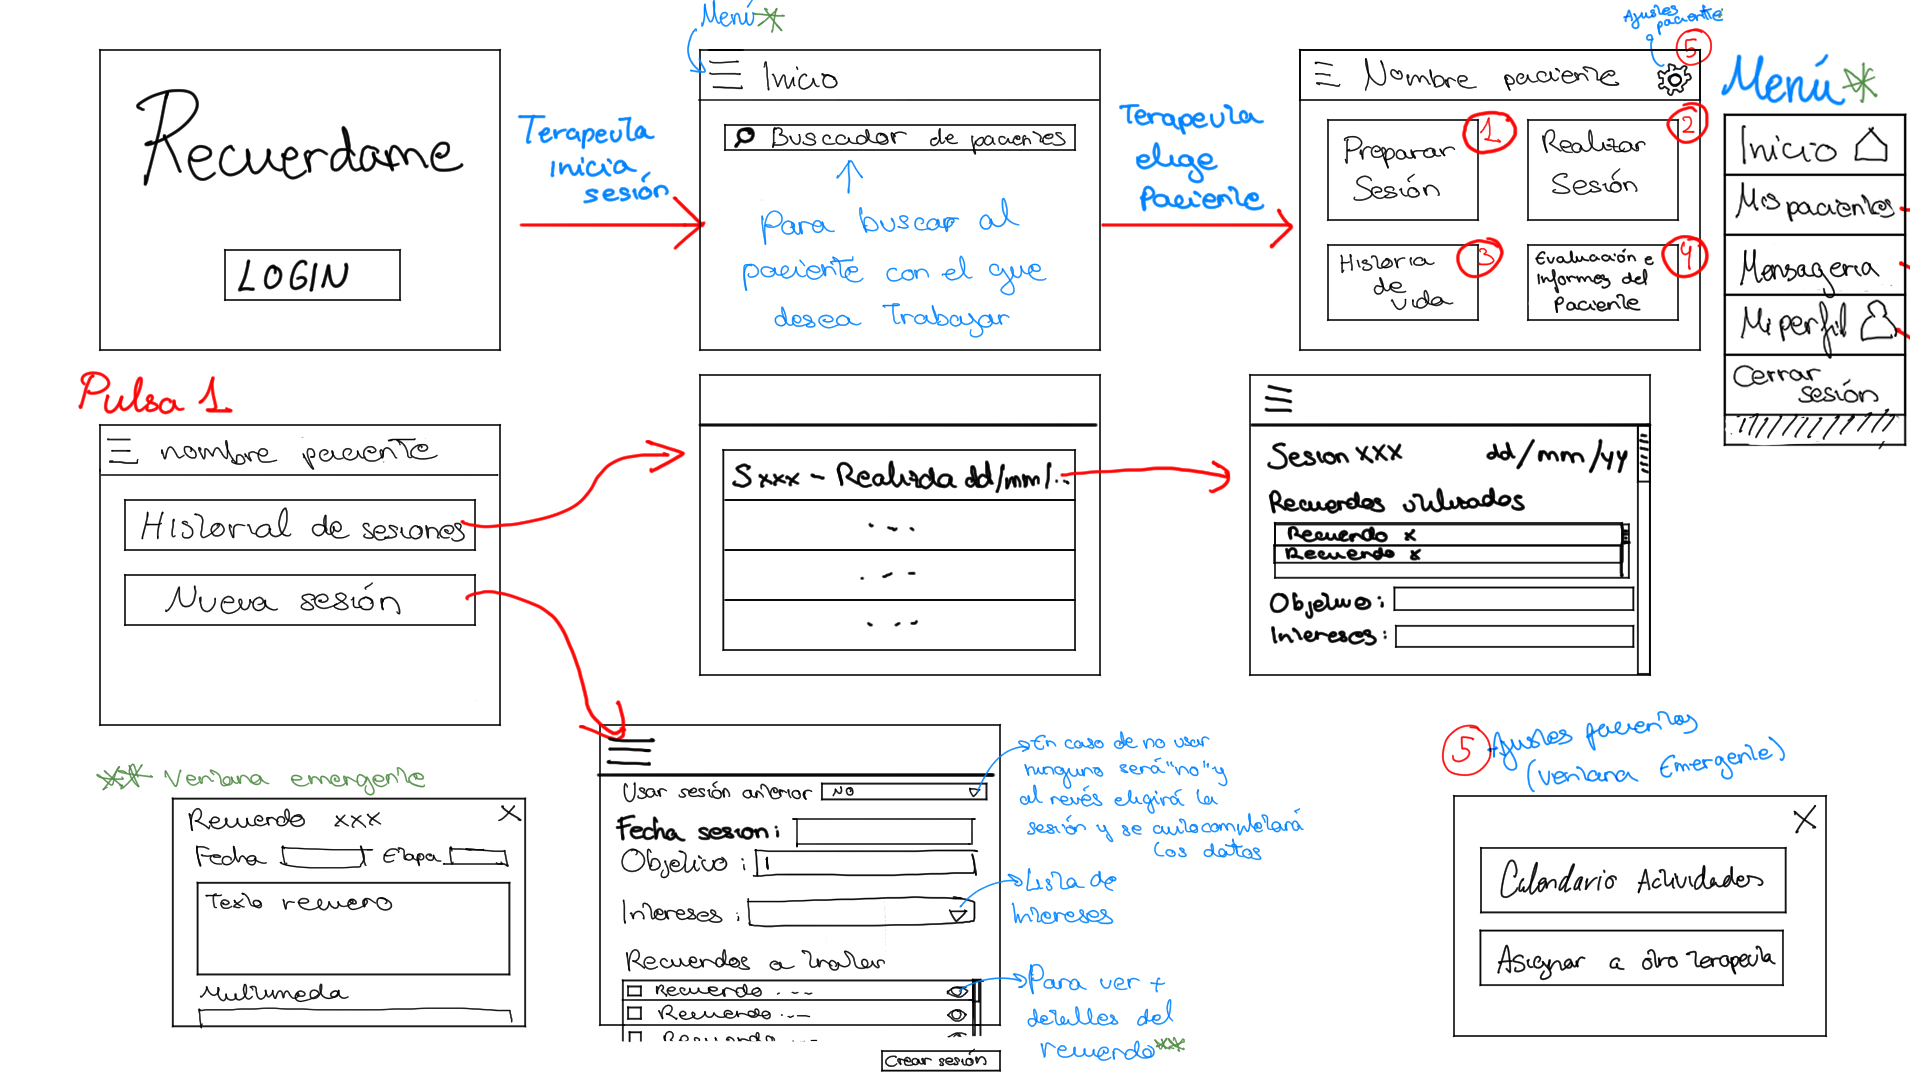 Menú*
Ajustes
paciente
5
Recuerdame
LOGIN
Terapeuta
inicia
sesión
Inicio
Buscador de pacientes
Para buscar al
paciente con el que
desea Trabajar
Terapeuta
elige
Paciente
Nombre paciente
1
Preparar
Sesión
2
Realizar
Sesión
3
Historia
de
vida
4
Evaluación e
Informes del
Paciente
Menú*
Inicio
Mis pacientes
Mensageria
Mi perfil
Cerrar
sesión
Pulsa 1
nombre paciente
Historial de sesiones
Nueva sesión
Sxxx - Realizda dd/mm/..
...
...
...
Sesion xxx dd/mm/yy
Recuerdos utilizados
Recuerdo x
Recuerdo x
Objetivo:
Intereses:
** Ventana emergente
Recuerdo xxx X
Fecha Etapa
Texto recuero
Multimeda
Usar sesión anterior NO
Fecha sesion:
Objetivo:
Intereses:
Recuerdos a tratar
Recuerdo ...
Recuerdo ...
Recuerdo ...
Crear sesión
En caso de no usar
ninguno será "no" y
al revés eligirá la
sesión y se autocompletará
los datos
Lista de
Intereses
Para ver +
detalles del
recuerdo**
5 Ajustes pacientes
(Ventana Emergente)
X
Calendario Actividades
Asignar a otro terapeuta